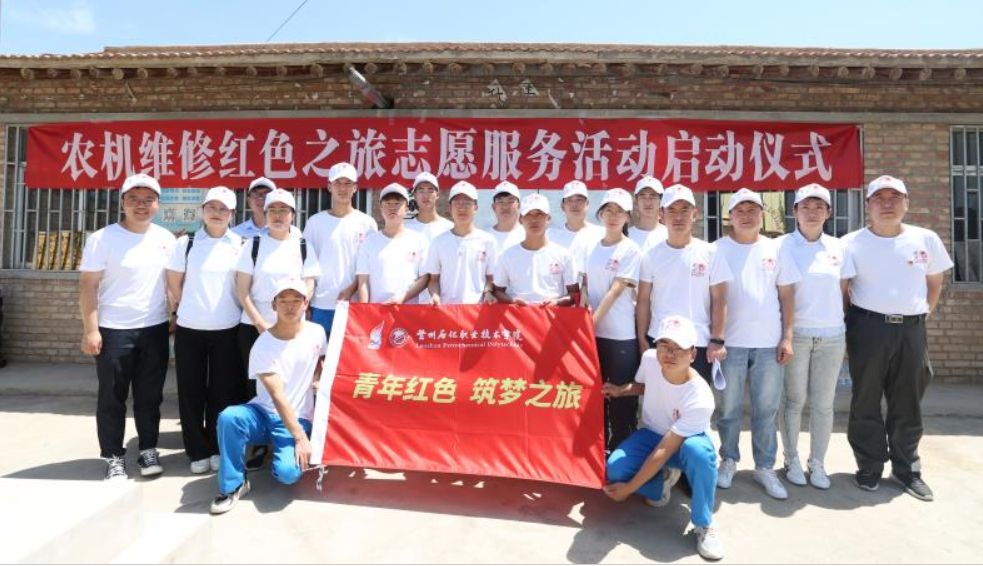 农机维修红色之旅志愿服务活动启动仪式
兰州石化职业技术学院
Lanzhou Petrochemical Polytechnic
青年红色 筑梦之旅